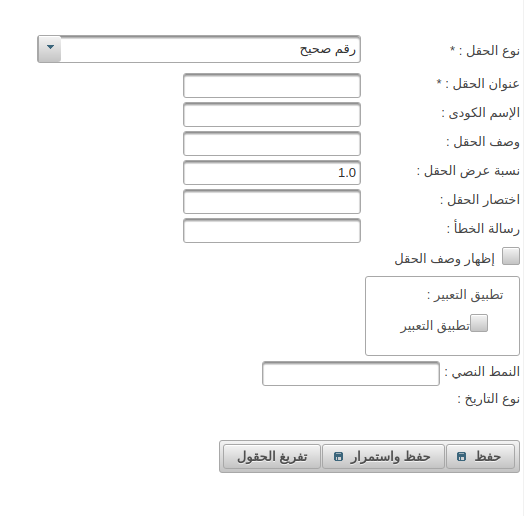 نوع الحقل : * رقم صحيح
عنوان الحقل : *
الإسم الكودى :
وصف الحقل :
نسبة عرض الحقل : 1.0
اختصار الحقل :
رسالة الخطأ :
إظهار وصف الحقل
تطبيق التعبير :
تطبيق التعبير
النمط النصي :
نوع التاريخ :
حفظ حفظ واستمرار تفريغ الحقول